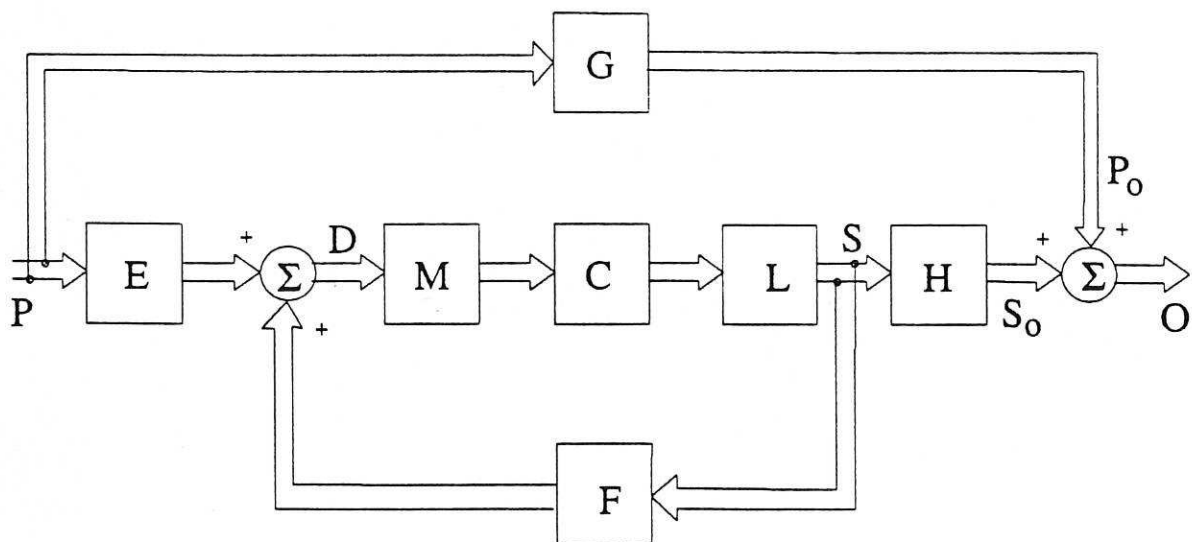 G
P₀
+
+ D S +
E Σ M C L H Σ
P + S₀ O
F